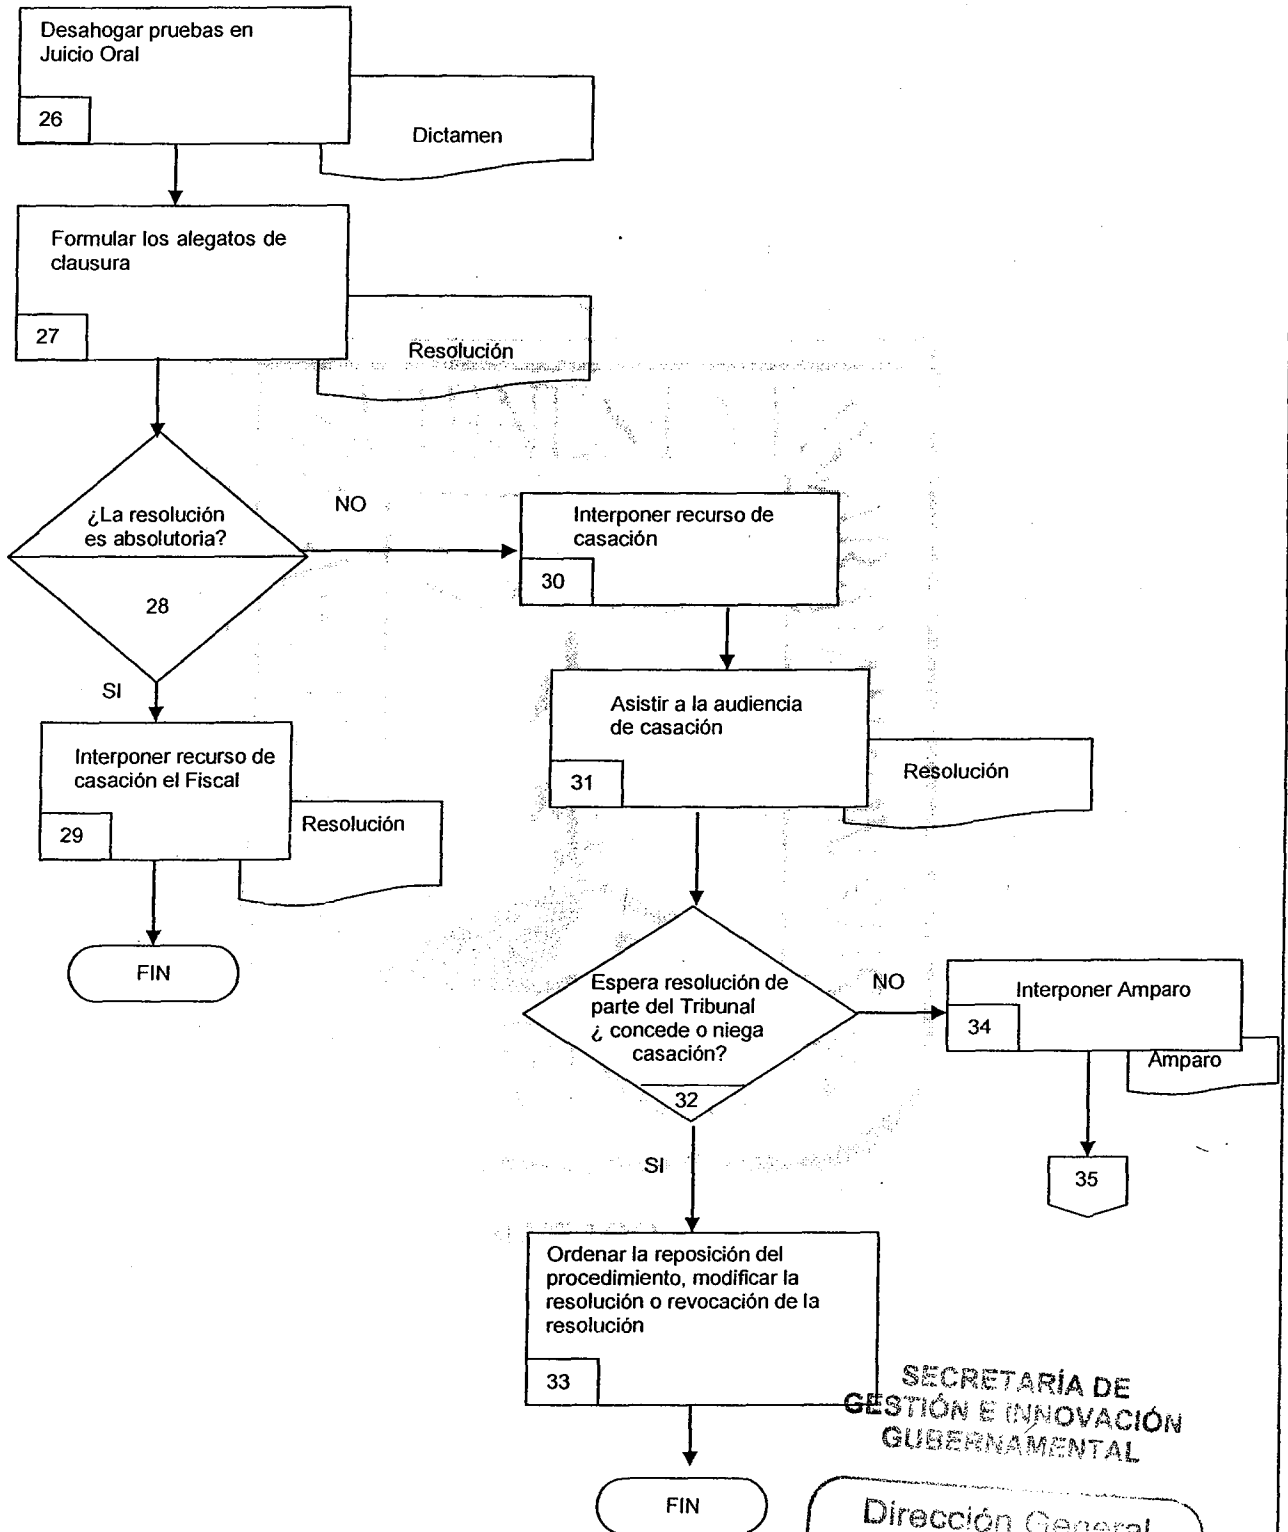 Desahogar pruebas en
Juicio Oral
26
Dictamen
Formular los alegatos de
clausura
27
Resolución
¿La resolución
es absolutoria?
28
NO
SI
Interponer recurso de
casación el Fiscal
29
Resolución
FIN
Interponer recurso de
casación
30
Asistir a la audiencia
de casación
31
Resolución
Espera resolución de
parte del Tribunal
¿ concede o niega
casación?
32
NO
Interponer Amparo
34
Amparo
35
SI
Ordenar la reposición del
procedimiento, modificar la
resolución o revocación de la
resolución
33
FIN
SECRETARÍA DE
GESTIÓN E INNOVACIÓN
GUBERNAMENTAL
Dirección General